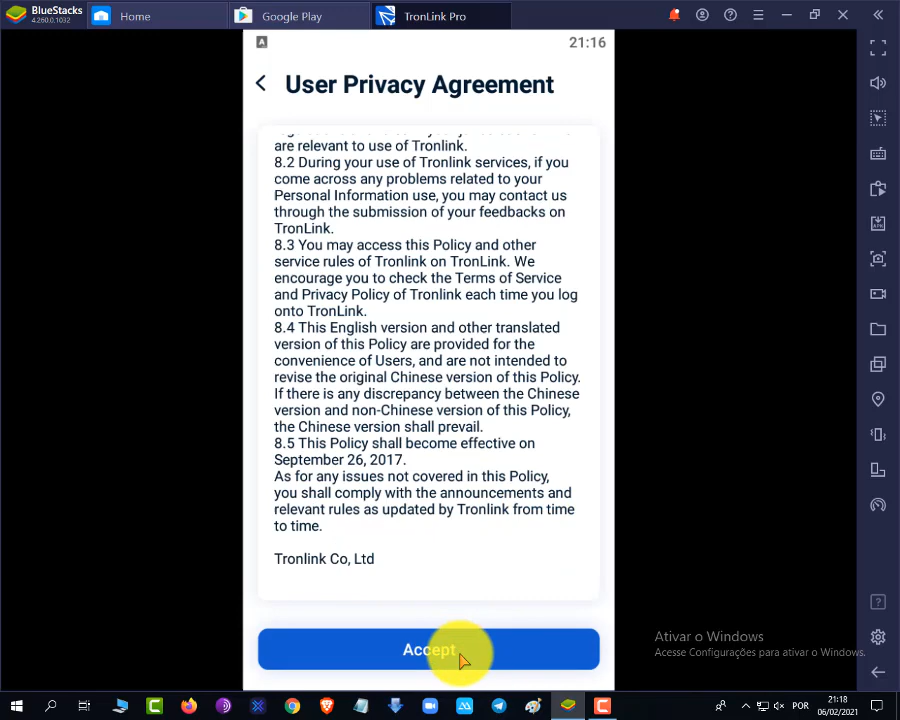 BlueStacks
4.260.0.1032
Home
Google Play
TronLink Pro
A
21:16
User Privacy Agreement
are relevant to use of Tronlink.
8.2 During your use of Tronlink services, if you
come across any problems related to your
Personal Information use, you may contact us
through the submission of your feedbacks on
TronLink.
8.3 You may access this Policy and other
service rules of Tronlink on TronLink. We
encourage you to check the Terms of Service
and Privacy Policy of Tronlink each time you log
onto TronLink.
8.4 This English version and other translated
version of this Policy are provided for the
convenience of Users, and are not intended to
revise the original Chinese version of this Policy.
If there is any discrepancy between the Chinese
version and non-Chinese version of this Policy,
the Chinese version shall prevail.
8.5 This Policy shall become effective on
September 26, 2017.
As for any issues not covered in this Policy,
you shall comply with the announcements and
relevant rules as updated by Tronlink from time
to time.
Tronlink Co, Ltd
Accept
Ativar o Windows
Acesse Configurações para ativar o Windows.
POR
21:18
06/02/2021